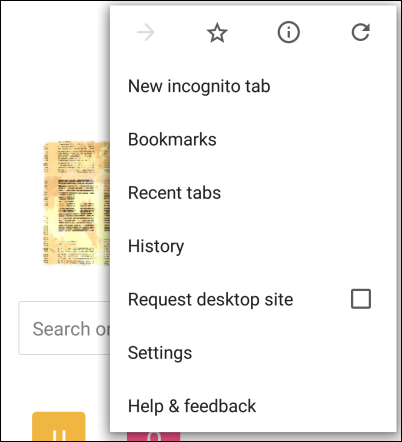 New incognito tab
Bookmarks
Recent tabs
History
Request desktop site
Search or
Settings
Help & feedback